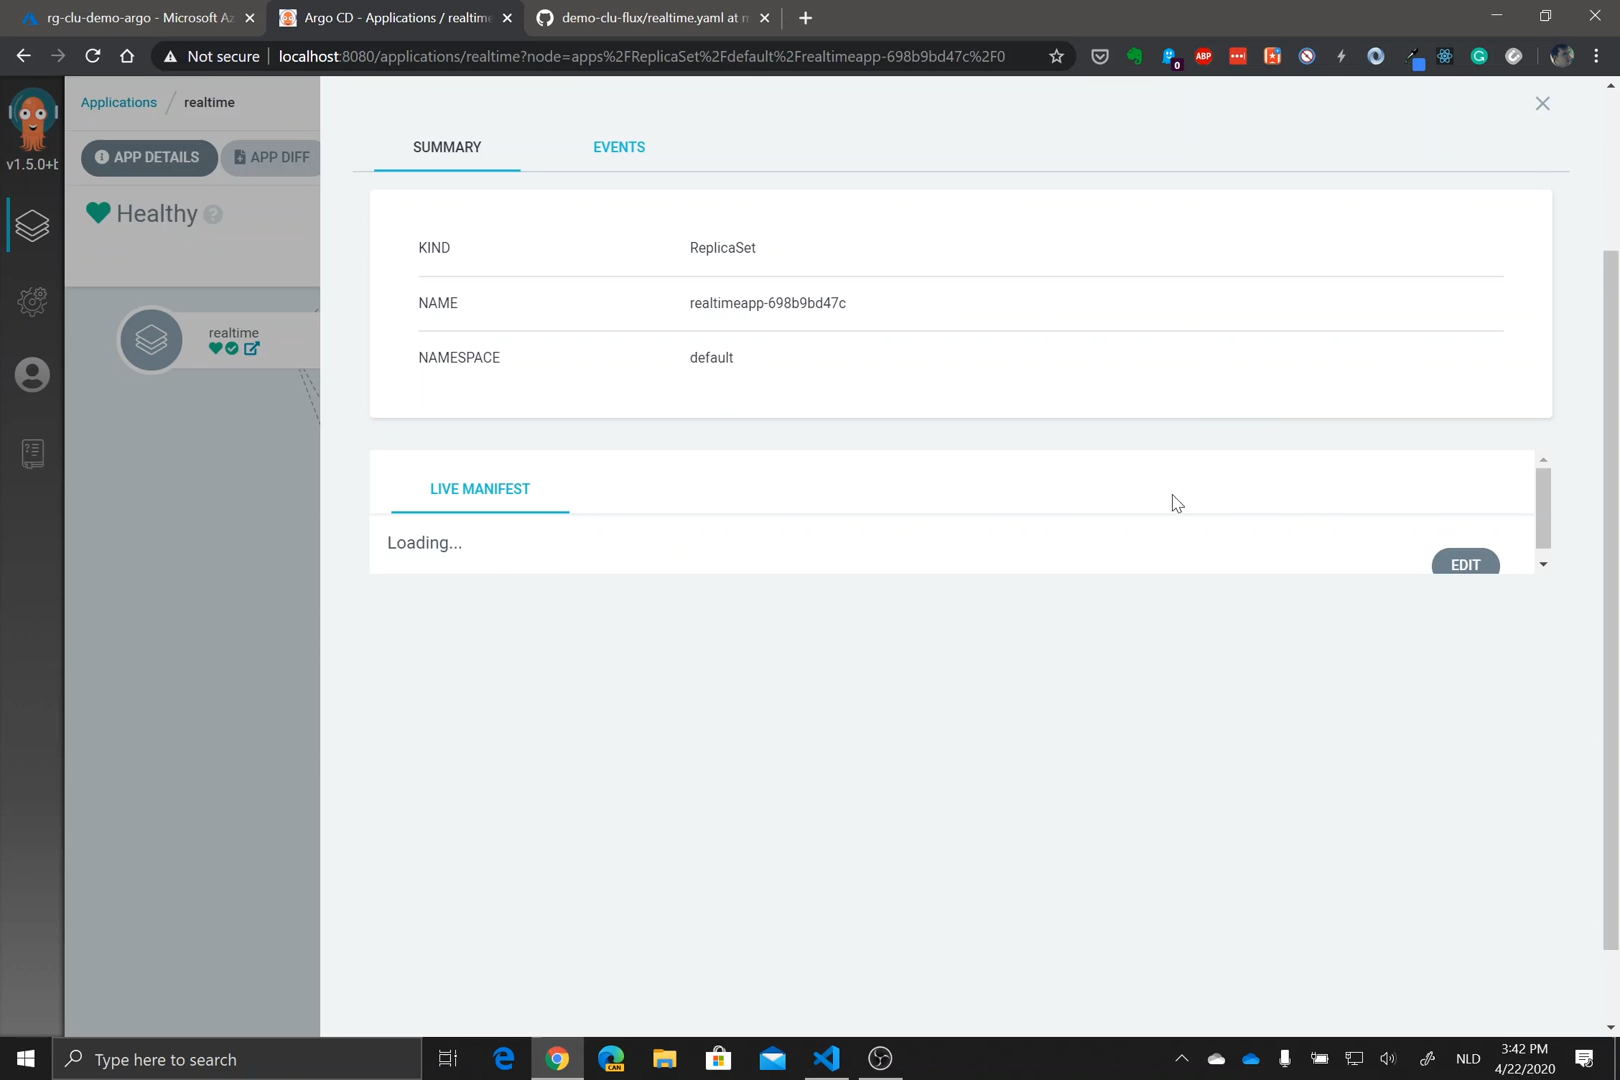 rg-clu-demo-argo - Microsoft Az
Argo CD - Applications / realtime
demo-clu-flux/realtime.yaml at m
Not secure
localhost:8080/applications/realtime?node=apps%2FReplicaSet%2Fdefault%2Frealtimeapp-698b9bd47c%2F0
0
ABP
G
Applications / realtime
v1.5.0+b
APP DETAILS
APP DIFF
Healthy
realtime
SUMMARY
EVENTS
KIND
ReplicaSet
NAME
realtimeapp-698b9bd47c
NAMESPACE
default
LIVE MANIFEST
Loading...
EDIT
Type here to search
CAN
NLD
3:42 PM
4/22/2020